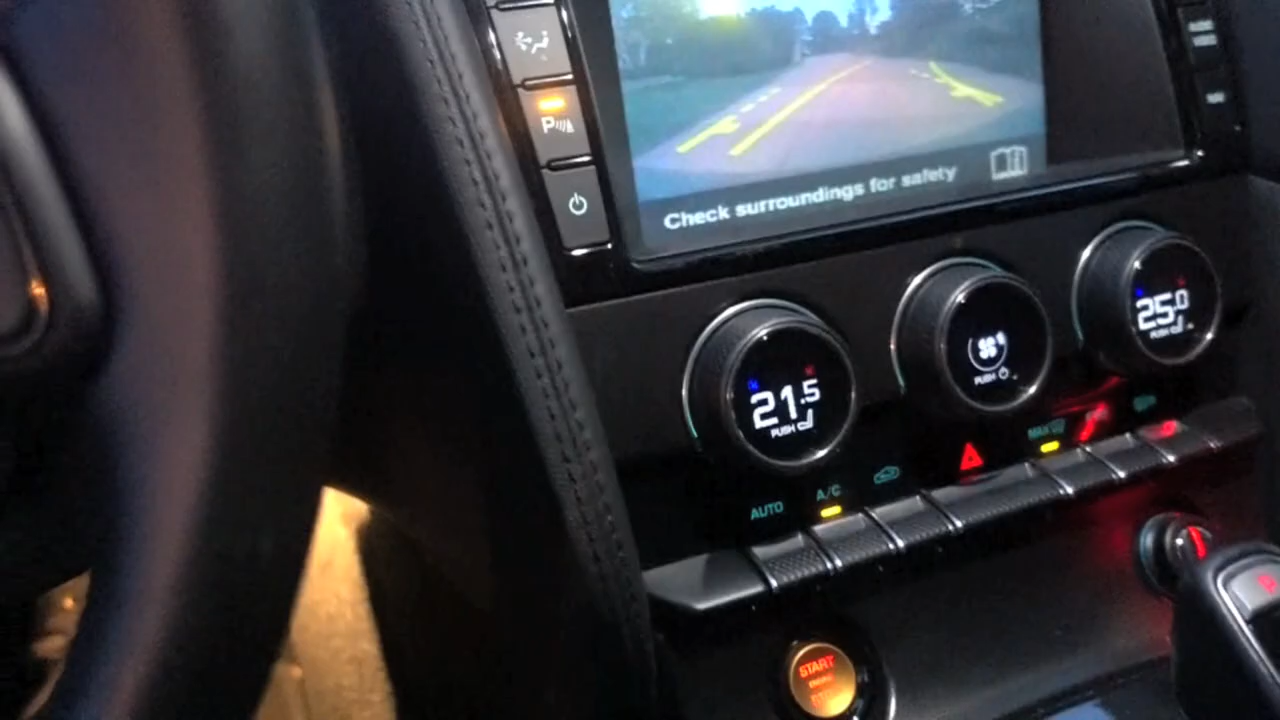 P
Check surroundings for safety
25.0
PUSH
PUSH
21.5
PUSH
MAX
A/C
AUTO
START